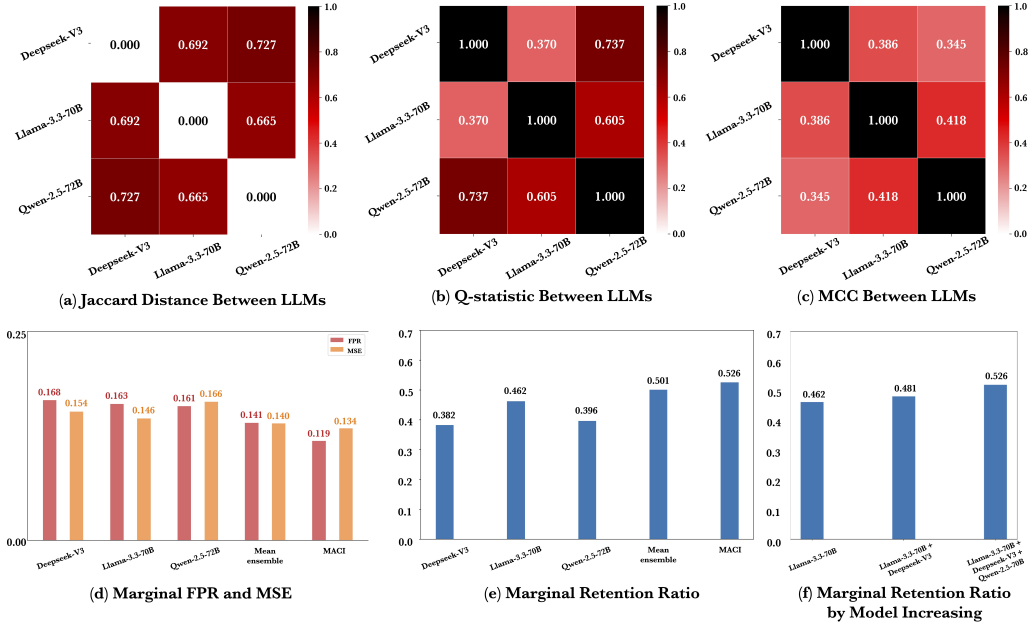 Deepseek-V3
Llama-3.3-70B
Qwen-2.5-72B
0.000 0.692 0.727
0.692 0.000 0.665
0.727 0.665 0.000
1.0
0.8
0.6
0.4
0.2
0.0
Deepseek-V3 Llama-3.3-70B Qwen-2.5-72B
(a) Jaccard Distance Between LLMs
Deepseek-V3
Llama-3.3-70B
Qwen-2.5-72B
1.000 0.370 0.737
0.370 1.000 0.605
0.737 0.605 1.000
1.0
0.8
0.6
0.4
0.2
0.0
Deepseek-V3 Llama-3.3-70B Qwen-2.5-72B
(b) Q-statistic Between LLMs
Deepseek-V3
Llama-3.3-70B
Qwen-2.5-72B
1.000 0.386 0.345
0.386 1.000 0.418
0.345 0.418 1.000
1.0
0.8
0.6
0.4
0.2
0.0
Deepseek-V3 Llama-3.3-70B Qwen-2.5-72B
(c) MCC Between LLMs
0.25
0.00
FPR
MSE
0.168 0.154 0.163 0.146 0.161 0.166 0.141 0.140 0.119 0.134
Deepseek-V3 Llama-3.3-70B Qwen-2.5-72B Mean ensemble MACI
(d) Marginal FPR and MSE
0.7
0.6
0.5
0.4
0.3
0.2
0.1
0.0
0.382 0.462 0.396 0.501 0.526
Deepseek-V3 Llama-3.3-70B Qwen-2.5-72B Mean ensemble MACI
(e) Marginal Retention Ratio
0.7
0.6
0.5
0.4
0.3
0.2
0.1
0.0
0.462 0.481 0.526
Llama-3.3-70B
Llama-3.3-70B +
Deepseek-V3
Llama-3.3-70B +
Deepseek-V3 +
Qwen-2.5-70B
(f) Marginal Retention Ratio
by Model Increasing